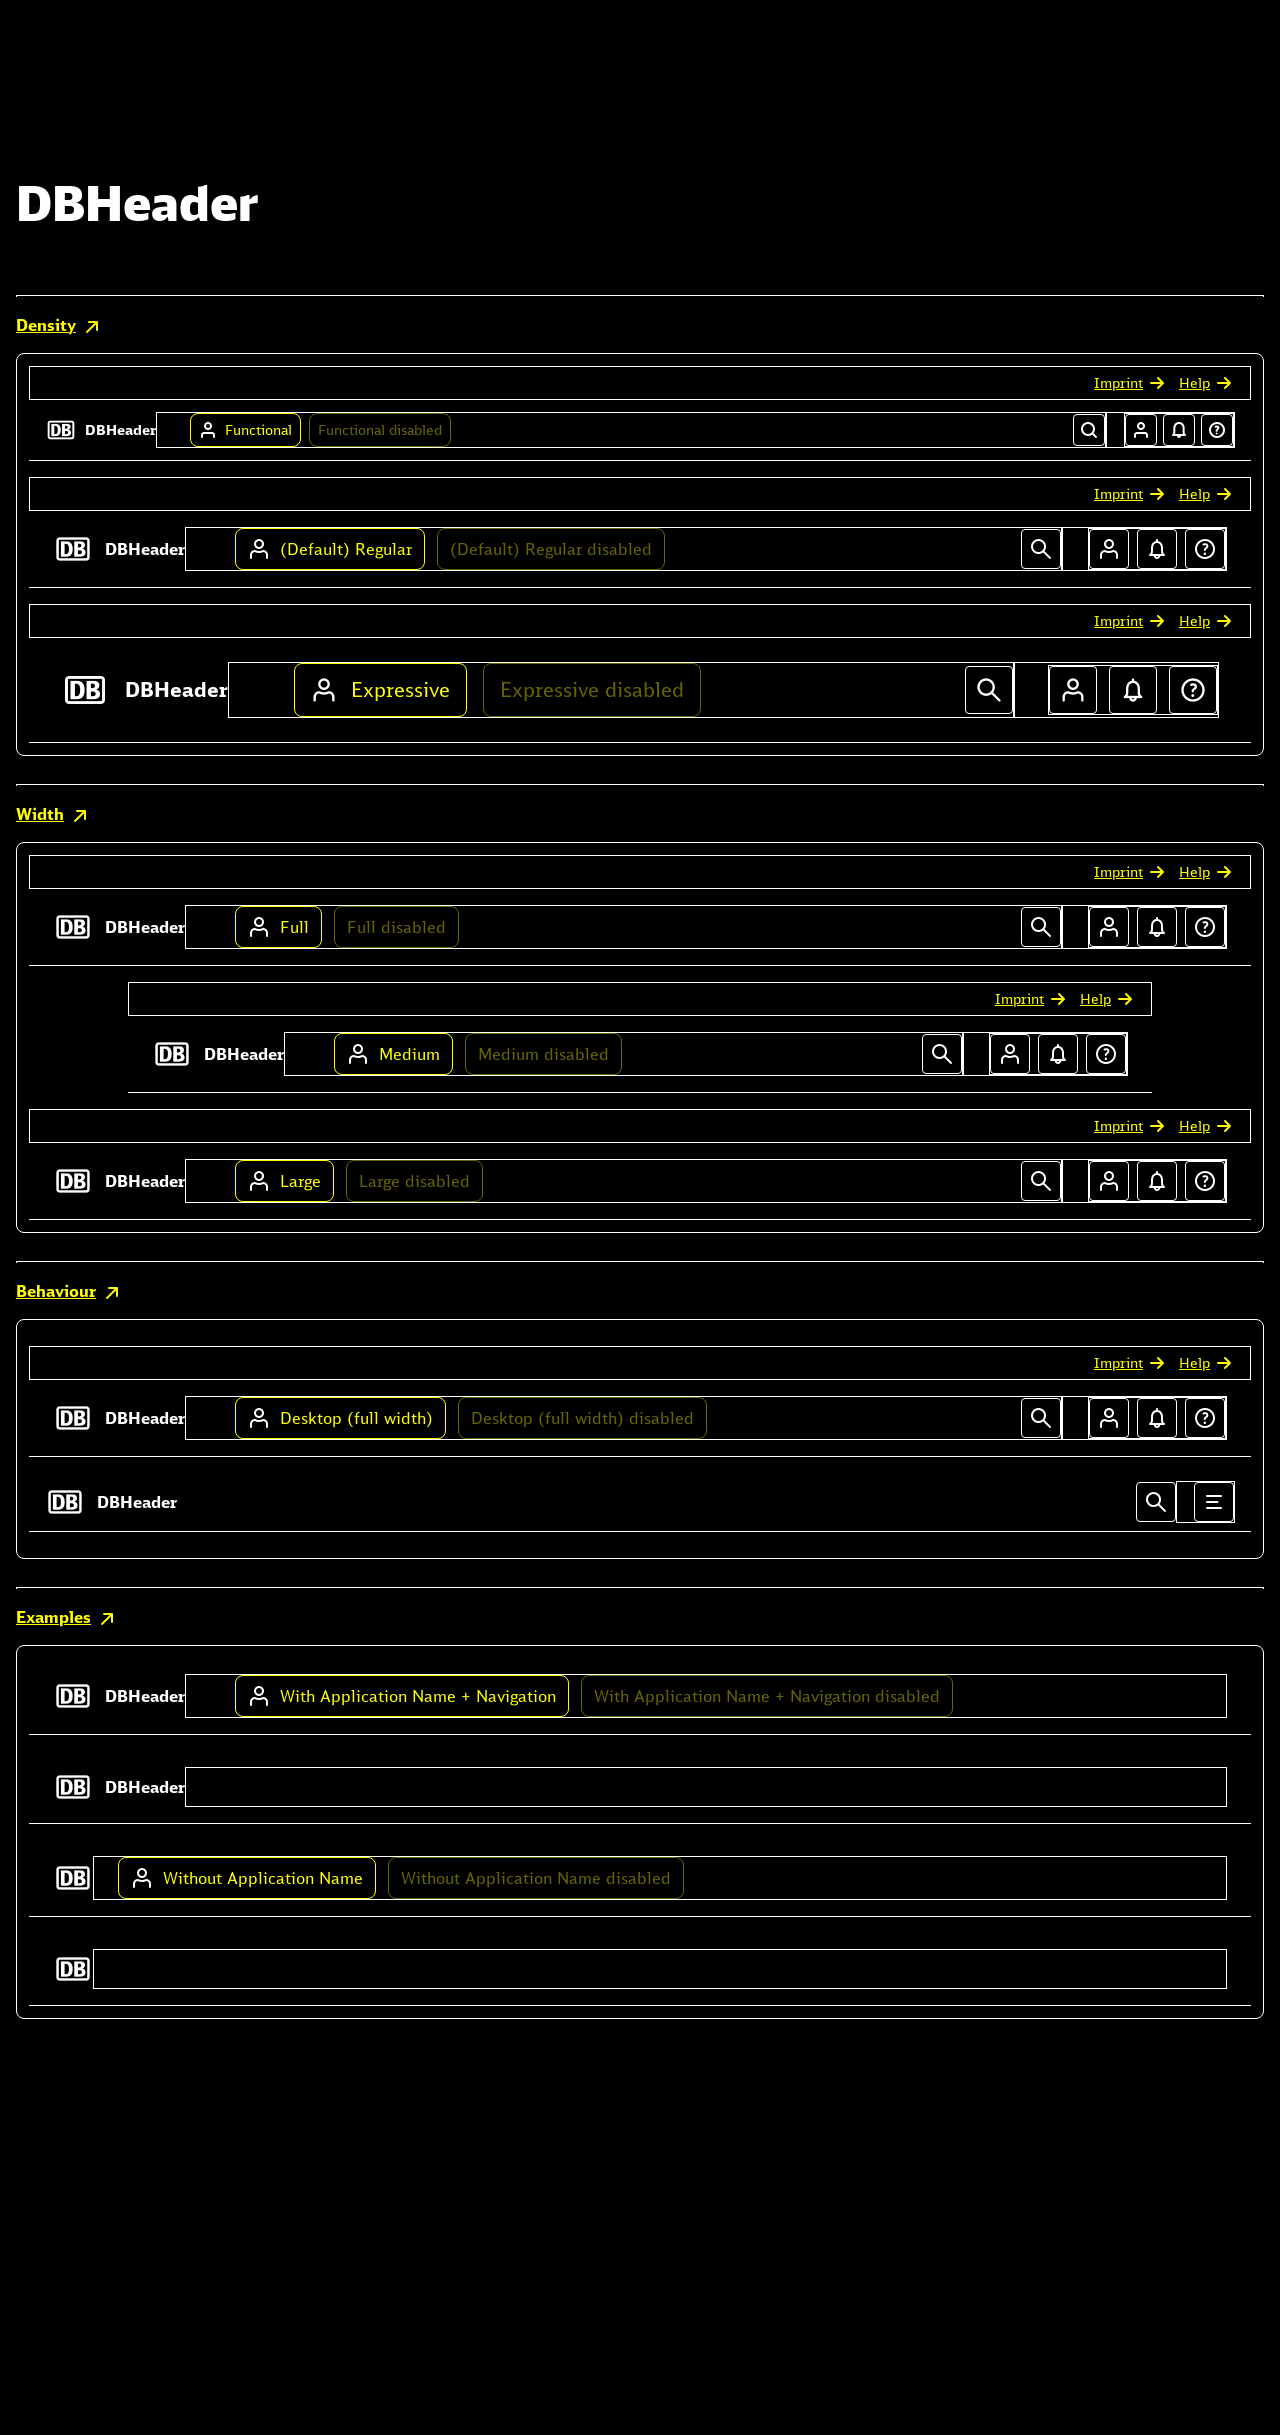 DBHeader
Density
Imprint Help
DB DBHeader Functional Functional disabled
Imprint Help
DB DBHeader (Default) Regular (Default) Regular disabled
Imprint Help
DB DBHeader Expressive Expressive disabled
Width
Imprint Help
DB DBHeader Full Full disabled
Imprint Help
DB DBHeader Medium Medium disabled
Imprint Help
DB DBHeader Large Large disabled
Behaviour
Imprint Help
DB DBHeader Desktop (full width) Desktop (full width) disabled
DB DBHeader
Examples
DB DBHeader With Application Name + Navigation With Application Name + Navigation disabled
DB DBHeader
DB Without Application Name Without Application Name disabled
DB